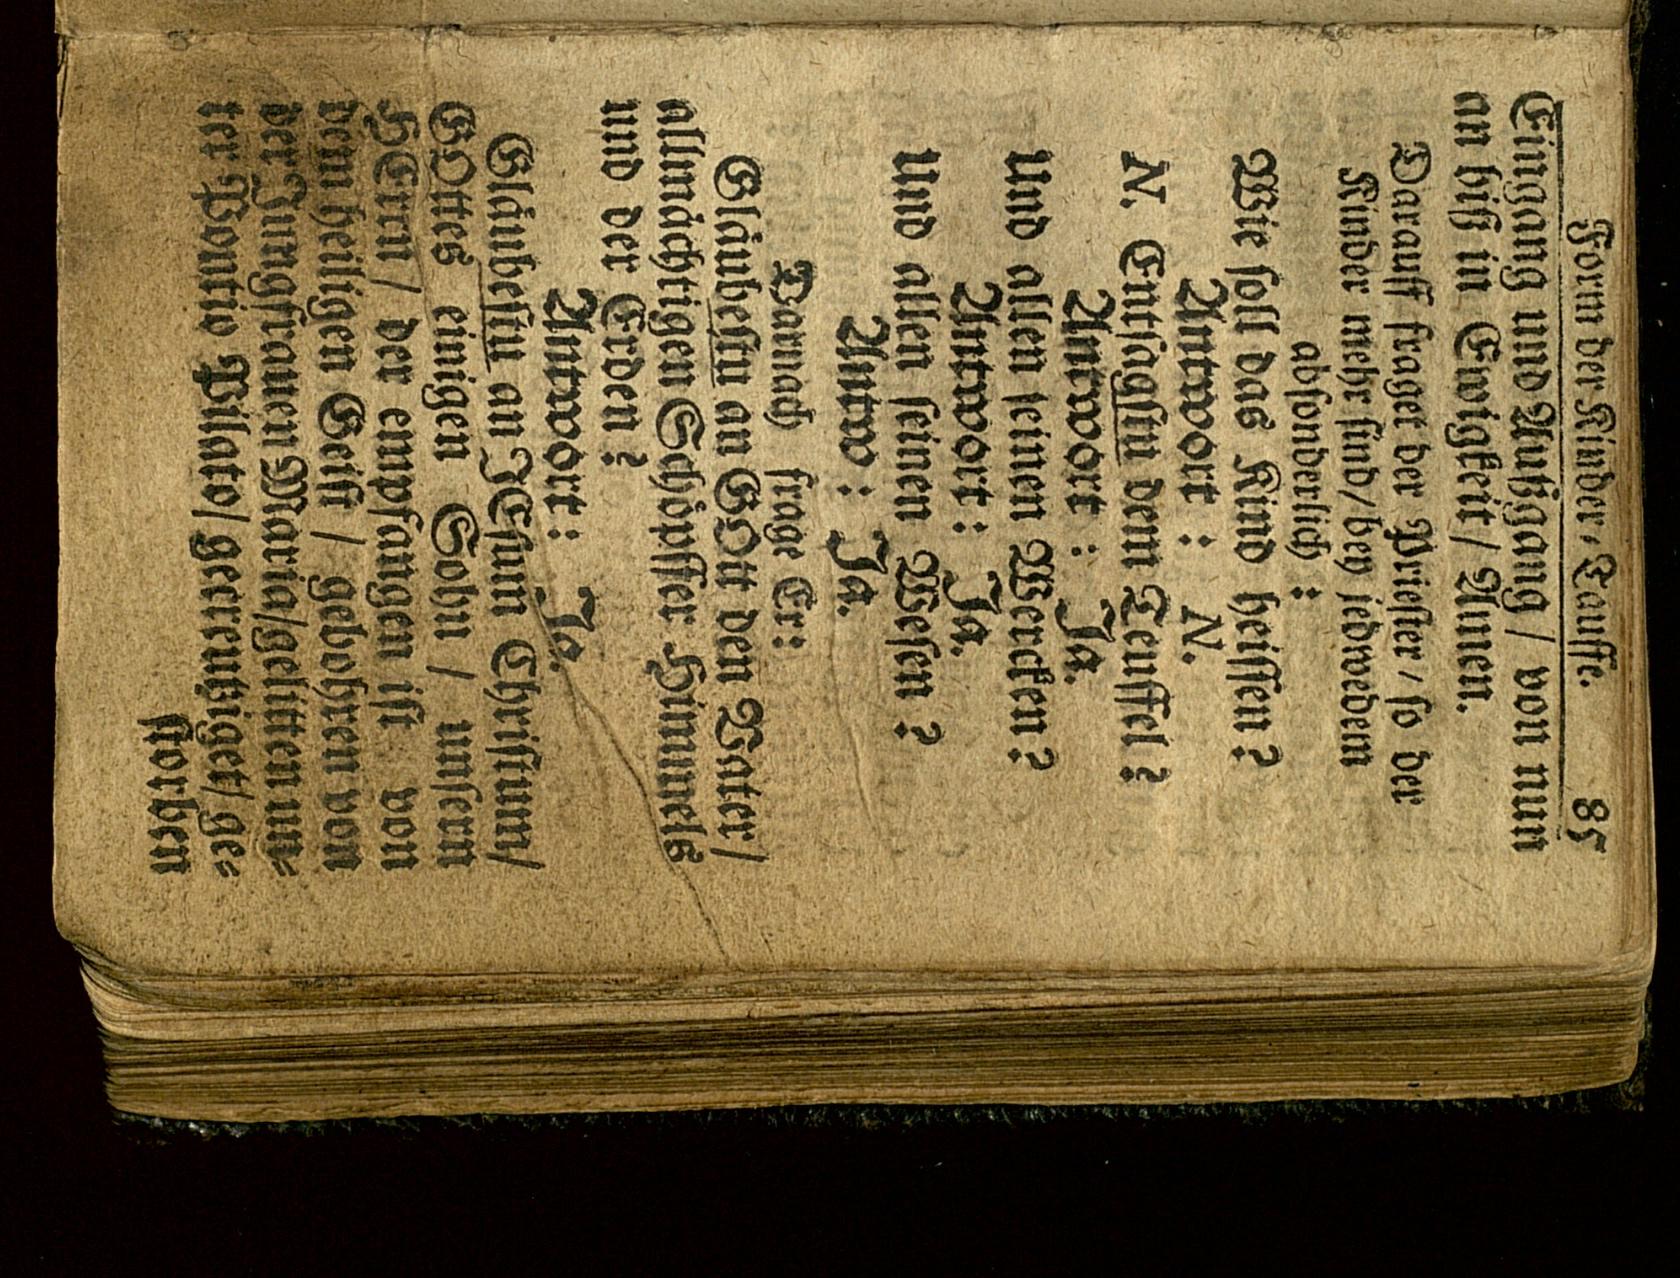 Form der Kinder-Tauffe. 85
Eingang und Außgang / von nun
an biß in Ewigkeit / Amen.
Darauff fraget der Priester / so der
Kinder mehr sind / bey jedwedem
absonderlich:
Wie soll das Kind heissen?
Antwort: N.
N. Entsagstu dem Teuffel?
Antwort: Ja.
Und allen seinen Wercken?
Antwort: Ja.
Und allen seinen Wesen?
Antw: Ja.
Darnach frage Er:
Gläubestu an GOtt den Vater /
allmächtigen Schöpffer Himmels
und der Erden?
Antwort: Ja.
Gläubestu an JEsum Christum /
GOttes einigen Sohn / unsern
HErrn / der empfangen ist von
dem heiligen Geist / gebohren von
der Jungfrauen Maria / gelitten un-
ter Pontio Pilato / gecreutziget / ge-
storben